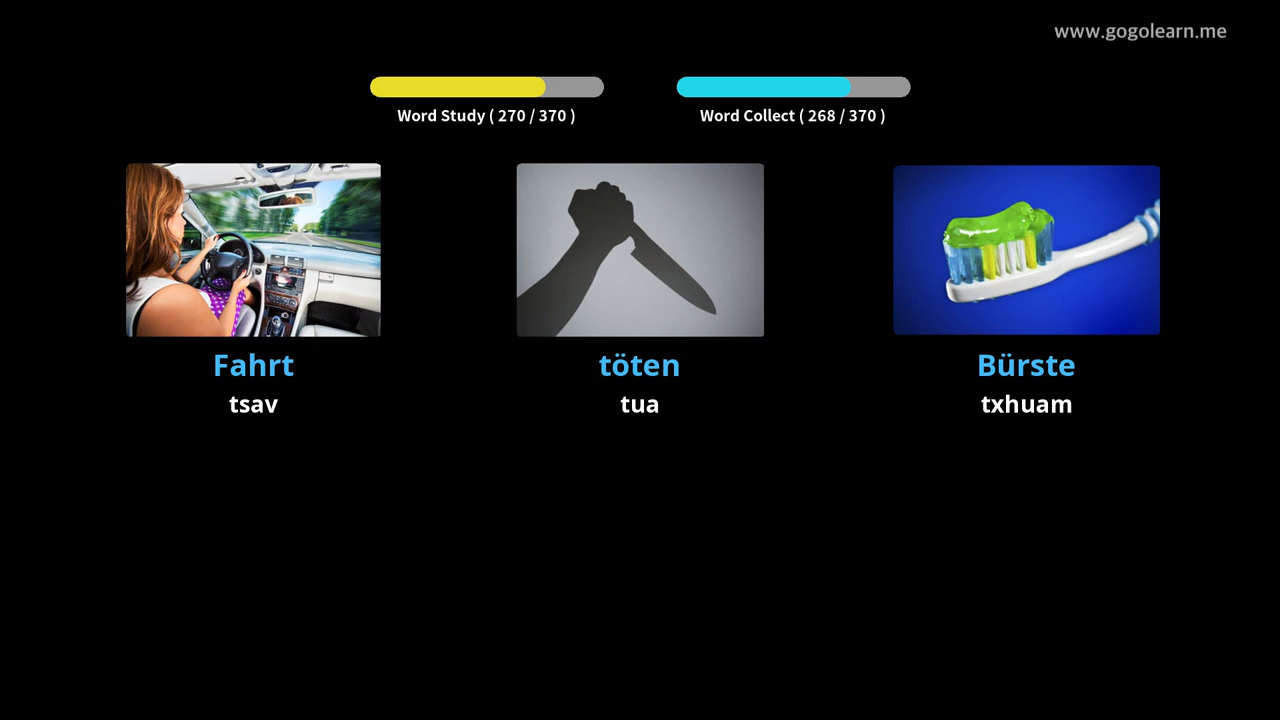 www.gogolearn.me
Word Study ( 270 / 370 )
Word Collect ( 268 / 370 )
Fahrt
tsav
töten
tua
Bürste
txhuam